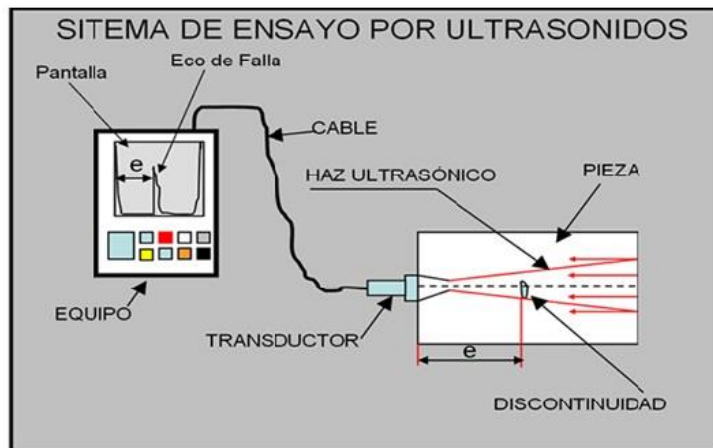 SITEMA DE ENSAYO POR ULTRASONIDOS
Eco de Falla
Pantalla
e
CABLE
HAZ ULTRASÓNICO
PIEZA
EQUIPO
TRANSDUCTOR
e
DISCONTINUIDAD